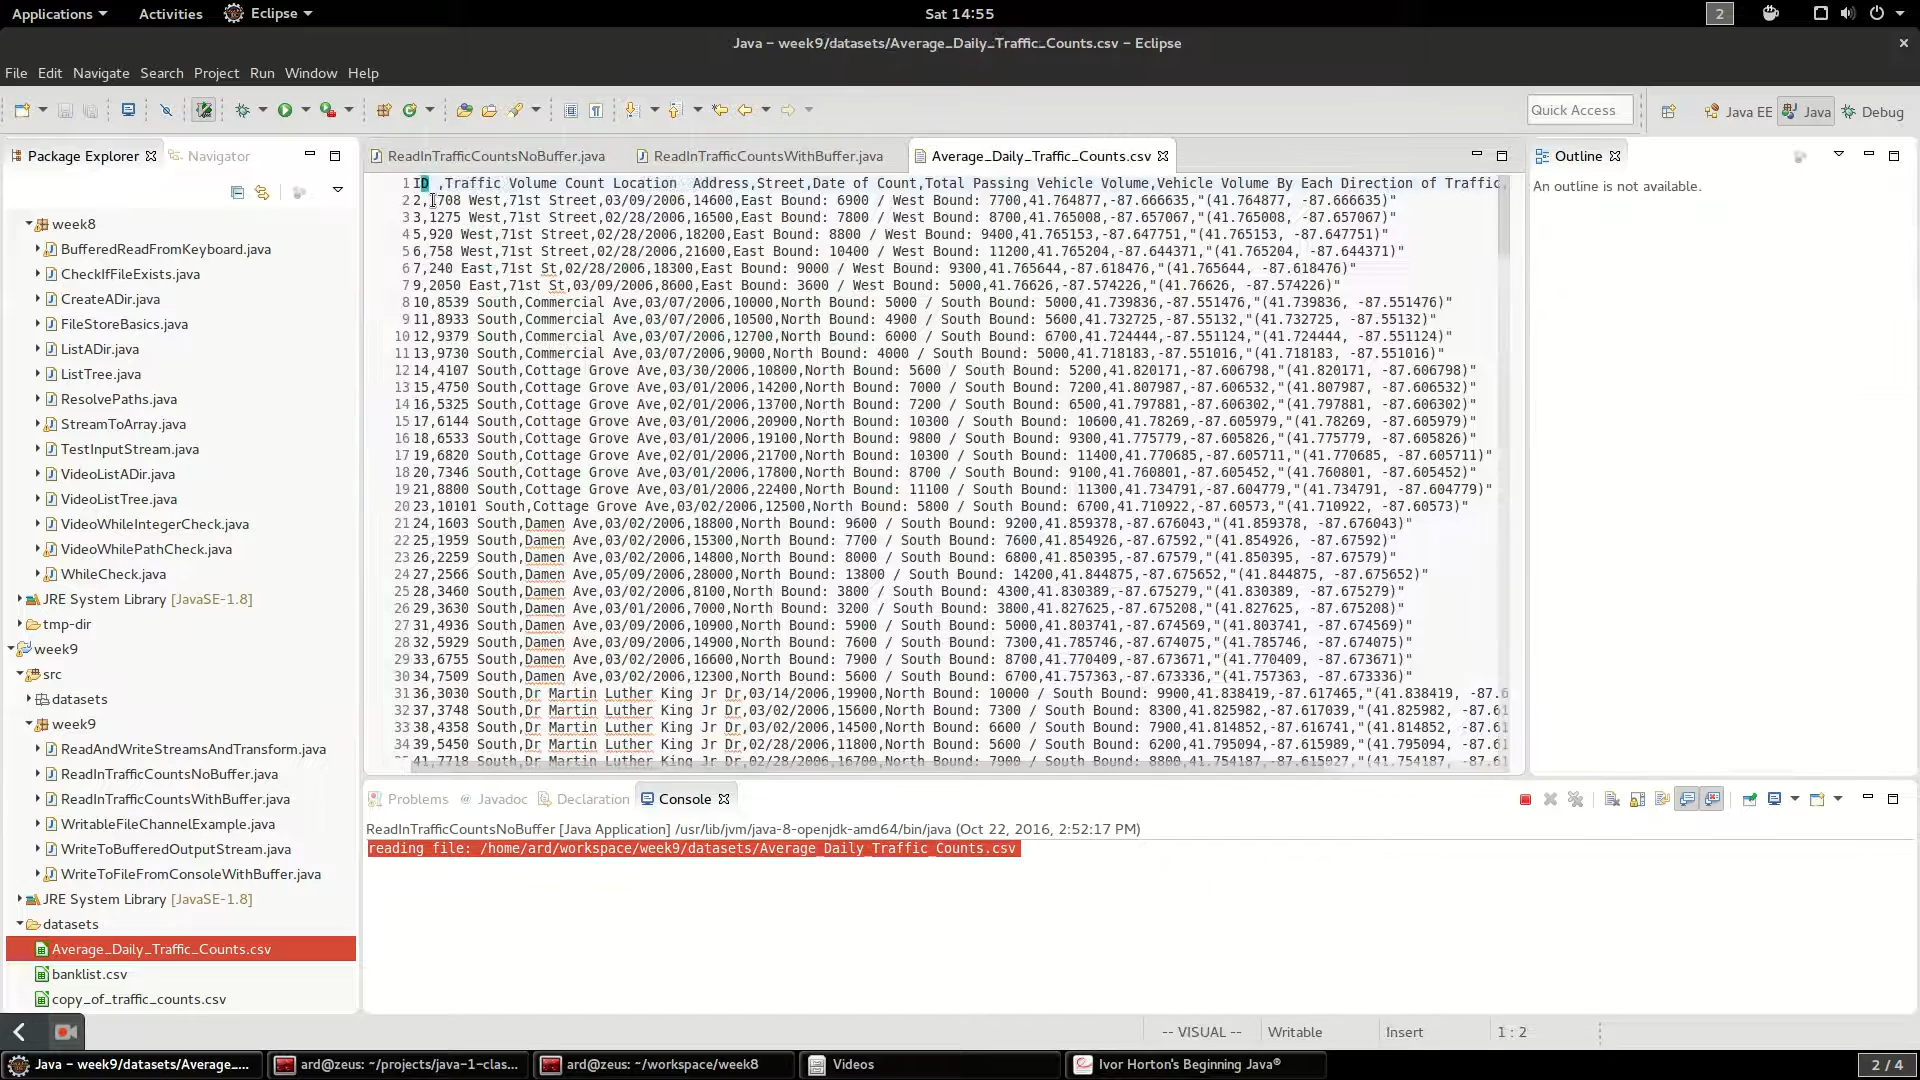 Applications Activities Eclipse Sat 14:55 2
Java – week9/datasets/Average_Daily_Traffic_Counts.csv – Eclipse
File Edit Navigate Search Project Run Window Help
Quick Access Java EE Java Debug
Package Explorer Navigator
week8
BufferedReadFromKeyboard.java
CheckIfFileExists.java
CreateADir.java
FileStoreBasics.java
ListADir.java
ListTree.java
ResolvePaths.java
StreamToArray.java
TestInputStream.java
VideoListADir.java
VideoListTree.java
VideoWhileIntegerCheck.java
VideoWhilePathCheck.java
WhileCheck.java
JRE System Library [JavaSE-1.8]
tmp-dir
week9
src
datasets
week9
ReadAndWriteStreamsAndTransform.java
ReadInTrafficCountsNoBuffer.java
ReadInTrafficCountsWithBuffer.java
WritableFileChannelExample.java
WriteToBufferedOutputStream.java
WriteToFileFromConsoleWithBuffer.java
JRE System Library [JavaSE-1.8]
datasets
Average_Daily_Traffic_Counts.csv
banklist.csv
copy_of_traffic_counts.csv
ReadInTrafficCountsNoBuffer.java ReadInTrafficCountsWithBuffer.java Average_Daily_Traffic_Counts.csv
1 ID ,Traffic Volume Count Location  Address,Street,Date of Count,Total Passing Vehicle Volume,Vehicle Volume By Each Direction of Traffic,
2 2,1708 West,71st Street,03/09/2006,14600,East Bound: 6900 / West Bound: 7700,41.764877,-87.666635,"(41.764877, -87.666635)"
3 3,1275 West,71st Street,02/28/2006,16500,East Bound: 7800 / West Bound: 8700,41.765008,-87.657067,"(41.765008, -87.657067)"
4 5,920 West,71st Street,02/28/2006,18200,East Bound: 8800 / West Bound: 9400,41.765153,-87.647751,"(41.765153, -87.647751)"
5 6,758 West,71st Street,02/28/2006,21600,East Bound: 10400 / West Bound: 11200,41.765204,-87.644371,"(41.765204, -87.644371)"
6 7,240 East,71st St,02/28/2006,18300,East Bound: 9000 / West Bound: 9300,41.765644,-87.618476,"(41.765644, -87.618476)"
7 9,2050 East,71st St,03/09/2006,8600,East Bound: 3600 / West Bound: 5000,41.76626,-87.574226,"(41.76626, -87.574226)"
8 10,8539 South,Commercial Ave,03/07/2006,10000,North Bound: 5000 / South Bound: 5000,41.739836,-87.551476,"(41.739836, -87.551476)"
9 11,8933 South,Commercial Ave,03/07/2006,10500,North Bound: 4900 / South Bound: 5600,41.732725,-87.55132,"(41.732725, -87.55132)"
10 12,9379 South,Commercial Ave,03/07/2006,12700,North Bound: 6000 / South Bound: 6700,41.724444,-87.551124,"(41.724444, -87.551124)"
11 13,9730 South,Commercial Ave,03/07/2006,9000,North Bound: 4000 / South Bound: 5000,41.718183,-87.551016,"(41.718183, -87.551016)"
12 14,4107 South,Cottage Grove Ave,03/30/2006,10800,North Bound: 5600 / South Bound: 5200,41.820171,-87.606798,"(41.820171, -87.606798)"
13 15,4750 South,Cottage Grove Ave,03/01/2006,14200,North Bound: 7000 / South Bound: 7200,41.807987,-87.606532,"(41.807987, -87.606532)"
14 16,5325 South,Cottage Grove Ave,02/01/2006,13700,North Bound: 7200 / South Bound: 6500,41.797881,-87.606302,"(41.797881, -87.606302)"
15 17,6144 South,Cottage Grove Ave,03/01/2006,20900,North Bound: 10300 / South Bound: 10600,41.78269,-87.605979,"(41.78269, -87.605979)"
16 18,6533 South,Cottage Grove Ave,03/01/2006,19100,North Bound: 9800 / South Bound: 9300,41.775779,-87.605826,"(41.775779, -87.605826)"
17 19,6820 South,Cottage Grove Ave,02/01/2006,21700,North Bound: 10300 / South Bound: 11400,41.770685,-87.605711,"(41.770685, -87.605711)"
18 20,7346 South,Cottage Grove Ave,03/01/2006,17800,North Bound: 8700 / South Bound: 9100,41.760801,-87.605452,"(41.760801, -87.605452)"
19 21,8800 South,Cottage Grove Ave,03/01/2006,22400,North Bound: 11100 / South Bound: 11300,41.734791,-87.604779,"(41.734791, -87.604779)"
20 23,10101 South,Cottage Grove Ave,03/02/2006,12500,North Bound: 5800 / South Bound: 6700,41.710922,-87.60573,"(41.710922, -87.60573)"
21 24,1603 South,Damen Ave,03/02/2006,18800,North Bound: 9600 / South Bound: 9200,41.859378,-87.676043,"(41.859378, -87.676043)"
22 25,1959 South,Damen Ave,03/02/2006,15300,North Bound: 7700 / South Bound: 7600,41.854926,-87.67592,"(41.854926, -87.67592)"
23 26,2259 South,Damen Ave,03/02/2006,14800,North Bound: 8000 / South Bound: 6800,41.850395,-87.67579,"(41.850395, -87.67579)"
24 27,2566 South,Damen Ave,05/09/2006,28000,North Bound: 13800 / South Bound: 14200,41.844875,-87.675652,"(41.844875, -87.675652)"
25 28,3460 South,Damen Ave,03/02/2006,8100,North Bound: 3800 / South Bound: 4300,41.830389,-87.675279,"(41.830389, -87.675279)"
26 29,3630 South,Damen Ave,03/01/2006,7000,North Bound: 3200 / South Bound: 3800,41.827625,-87.675208,"(41.827625, -87.675208)"
27 31,4936 South,Damen Ave,03/09/2006,10900,North Bound: 5900 / South Bound: 5000,41.803741,-87.674569,"(41.803741, -87.674569)"
28 32,5929 South,Damen Ave,03/09/2006,14900,North Bound: 7600 / South Bound: 7300,41.785746,-87.674075,"(41.785746, -87.674075)"
29 33,6755 South,Damen Ave,03/02/2006,16600,North Bound: 7900 / South Bound: 8700,41.770409,-87.673671,"(41.770409, -87.673671)"
30 34,7509 South,Damen Ave,03/02/2006,12300,North Bound: 5600 / South Bound: 6700,41.757363,-87.673336,"(41.757363, -87.673336)"
31 36,3030 South,Dr Martin Luther King Jr Dr,03/14/2006,19900,North Bound: 10000 / South Bound: 9900,41.838419,-87.617465,"(41.838419, -87.6
32 37,3748 South,Dr Martin Luther King Jr Dr,03/02/2006,15600,North Bound: 7300 / South Bound: 8300,41.825982,-87.617039,"(41.825982, -87.61
33 38,4358 South,Dr Martin Luther King Jr Dr,03/02/2006,14500,North Bound: 6600 / South Bound: 7900,41.814852,-87.616741,"(41.814852, -87.61
34 39,5450 South,Dr Martin Luther King Jr Dr,02/28/2006,11800,North Bound: 5600 / South Bound: 6200,41.795094,-87.615989,"(41.795094, -87.61
35 41,7718 South,Dr Martin Luther King Jr Dr,02/28/2006,16700,North Bound: 7900 / South Bound: 8800,41.754187,-87.615027,"(41.754187, -87.61
Outline
An outline is not available.
Problems Javadoc Declaration Console
ReadInTrafficCountsNoBuffer [Java Application] /usr/lib/jvm/java-8-openjdk-amd64/bin/java (Oct 22, 2016, 2:52:17 PM)
reading file: /home/ard/workspace/week9/datasets/Average_Daily_Traffic_Counts.csv
-- VISUAL -- Writable Insert 1 : 2
Java – week9/datasets/Average_... ard@zeus: ~/projects/java-1-clas... ard@zeus: ~/workspace/week8 Videos Ivor Horton's Beginning Java® 2 / 4